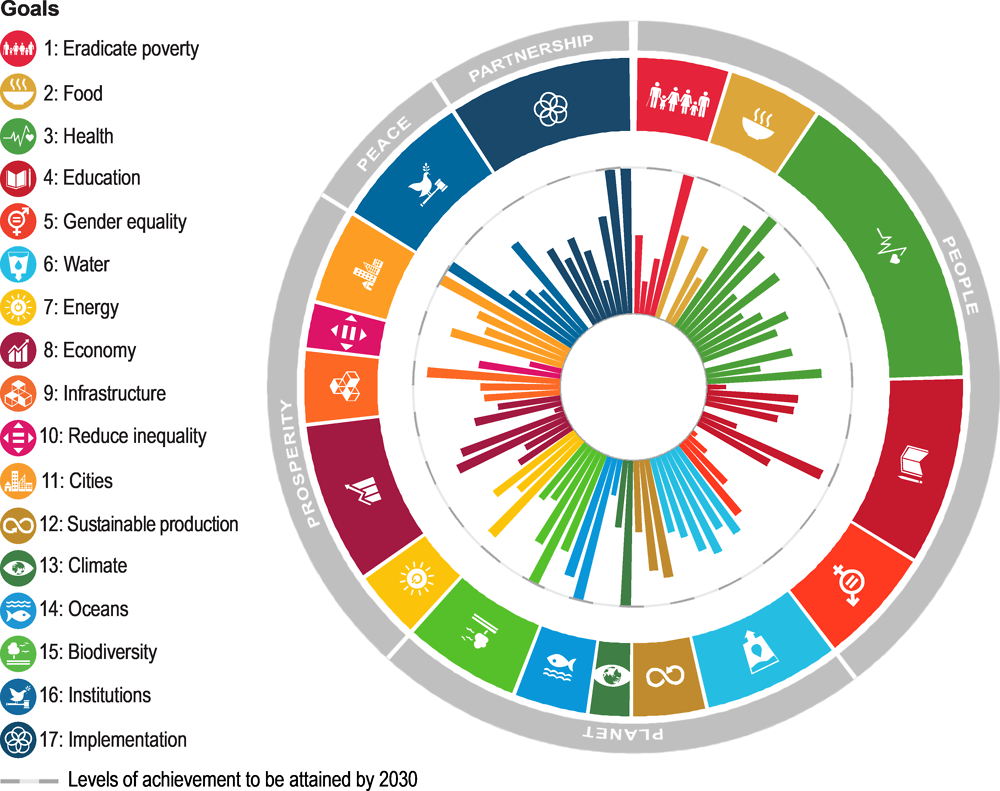 Goals
1: Eradicate poverty
2: Food
3: Health
4: Education
5: Gender equality
6: Water
7: Energy
8: Economy
9: Infrastructure
10: Reduce inequality
11: Cities
12: Sustainable production
13: Climate
14: Oceans
15: Biodiversity
16: Institutions
17: Implementation
Levels of achievement to be attained by 2030
PARTNERSHIP
PEACE
PEOPLE
PROSPERITY
PLANET